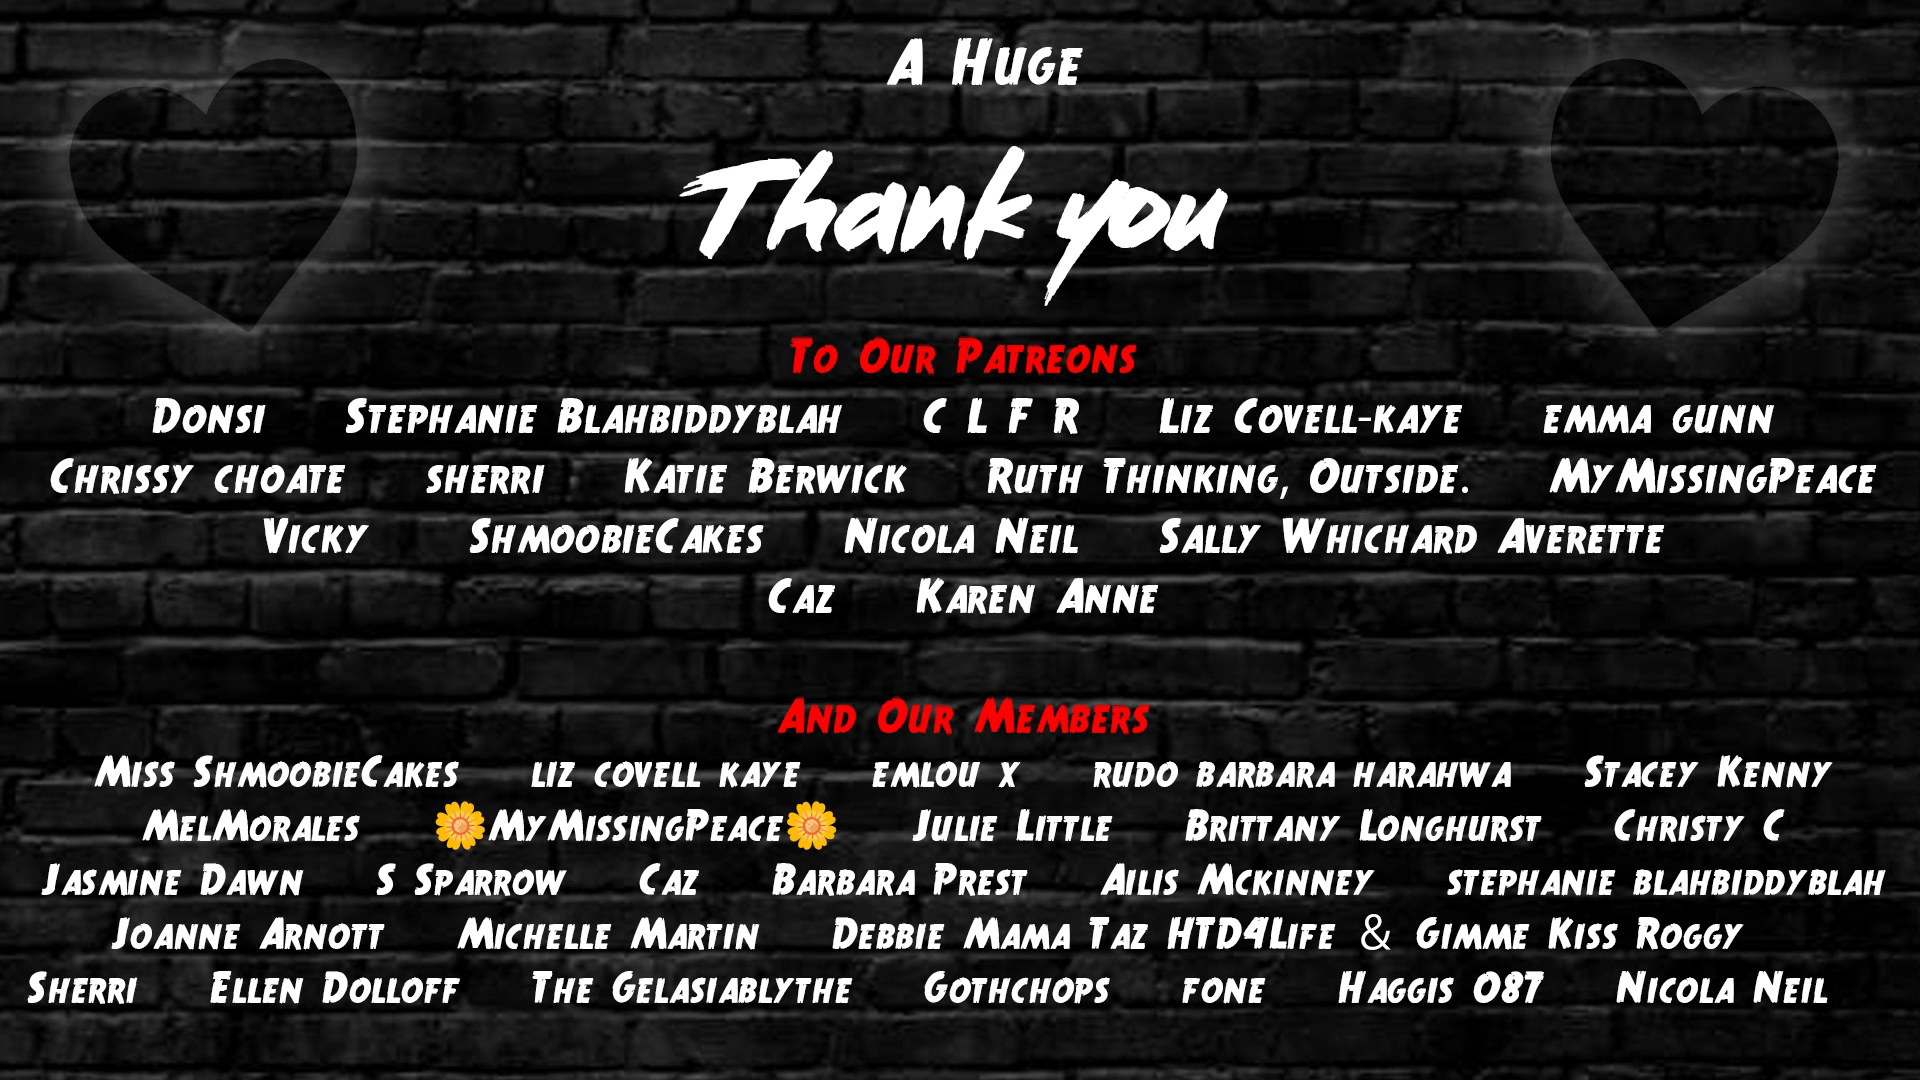 A Huge
Thank you
To Our Patreons
Donsi Stephanie Blahbiddyblah C L F R Liz Covell-kaye emma gunn
Chrissy choate sherri Katie Berwick Ruth Thinking, Outside. MyMissingPeace
Vicky ShmoobieCakes Nicola Neil Sally Whichard Averette
Caz Karen Anne
And Our Members
Miss ShmoobieCakes liz covell kaye emlou x rudo barbara harahwa Stacey Kenny
MelMorales 🌼MyMissingPeace🌼 Julie Little Brittany Longhurst Christy C
Jasmine Dawn S Sparrow Caz Barbara Prest Ailis Mckinney stephanie blahbiddyblah
Joanne Arnott Michelle Martin Debbie Mama Taz HTD4Life & Gimme Kiss Roggy
Sherri Ellen Dolloff The Gelasiablythe Gothchops fone Haggis 087 Nicola Neil